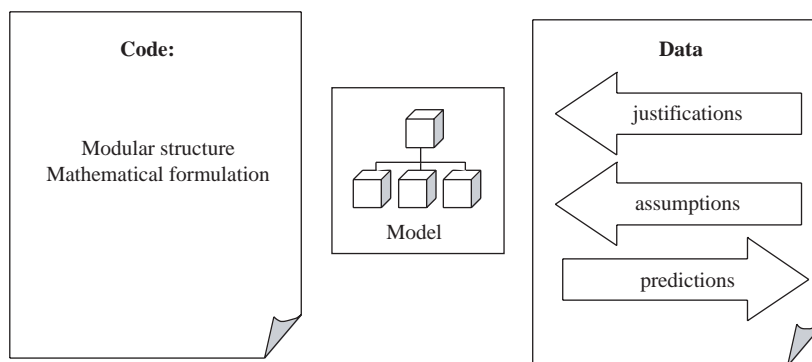 Code:
Modular structure
Mathematical formulation
Model
Data
justifications
assumptions
predictions